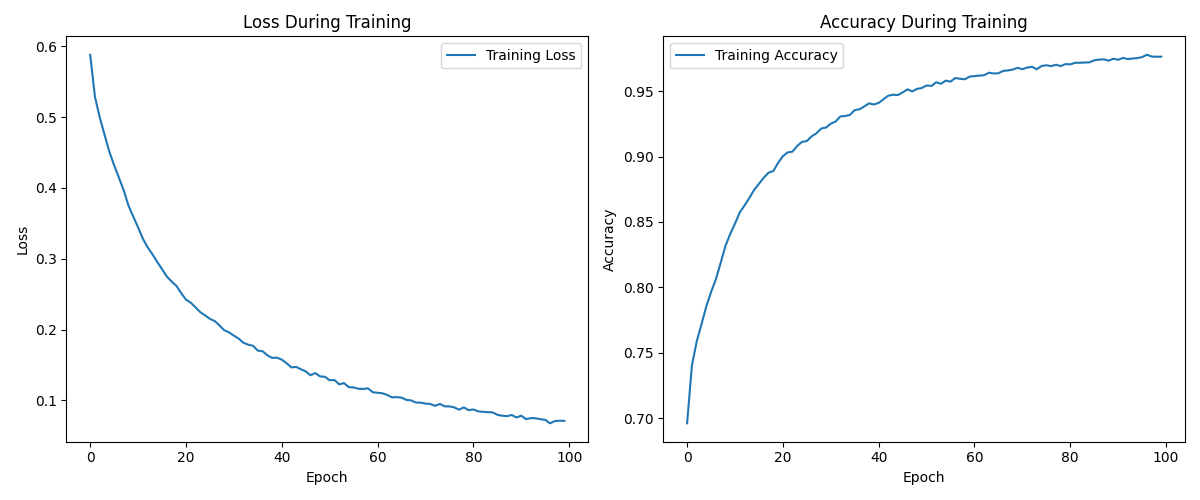 Loss During Training
Training Loss
0.6
0.5
0.4
0.3
0.2
0.1
Loss
0 20 40 60 80 100
Epoch
Accuracy During Training
Training Accuracy
0.95
0.90
0.85
0.80
0.75
0.70
Accuracy
0 20 40 60 80 100
Epoch